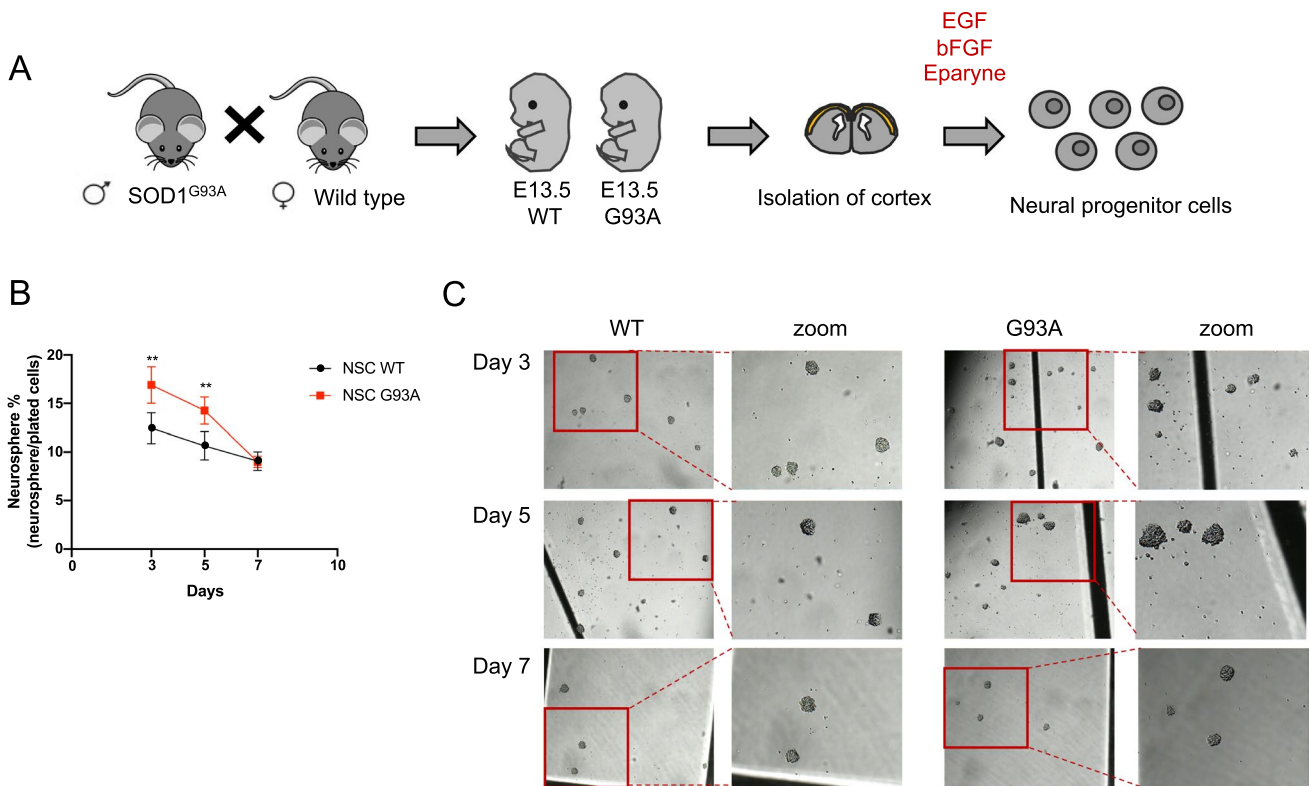 A
EGF
bFGF
Eparyne
♂ SOD1G93A
♀ Wild type
E13.5
WT
E13.5
G93A
Isolation of cortex
Neural progenitor cells
B
Neurosphere %
(neurosphere/plated cells)
20
15
10
5
0
**
**
NSC WT
NSC G93A
0 3 5 7 10
Days
C
WT zoom G93A zoom
Day 3
Day 5
Day 7